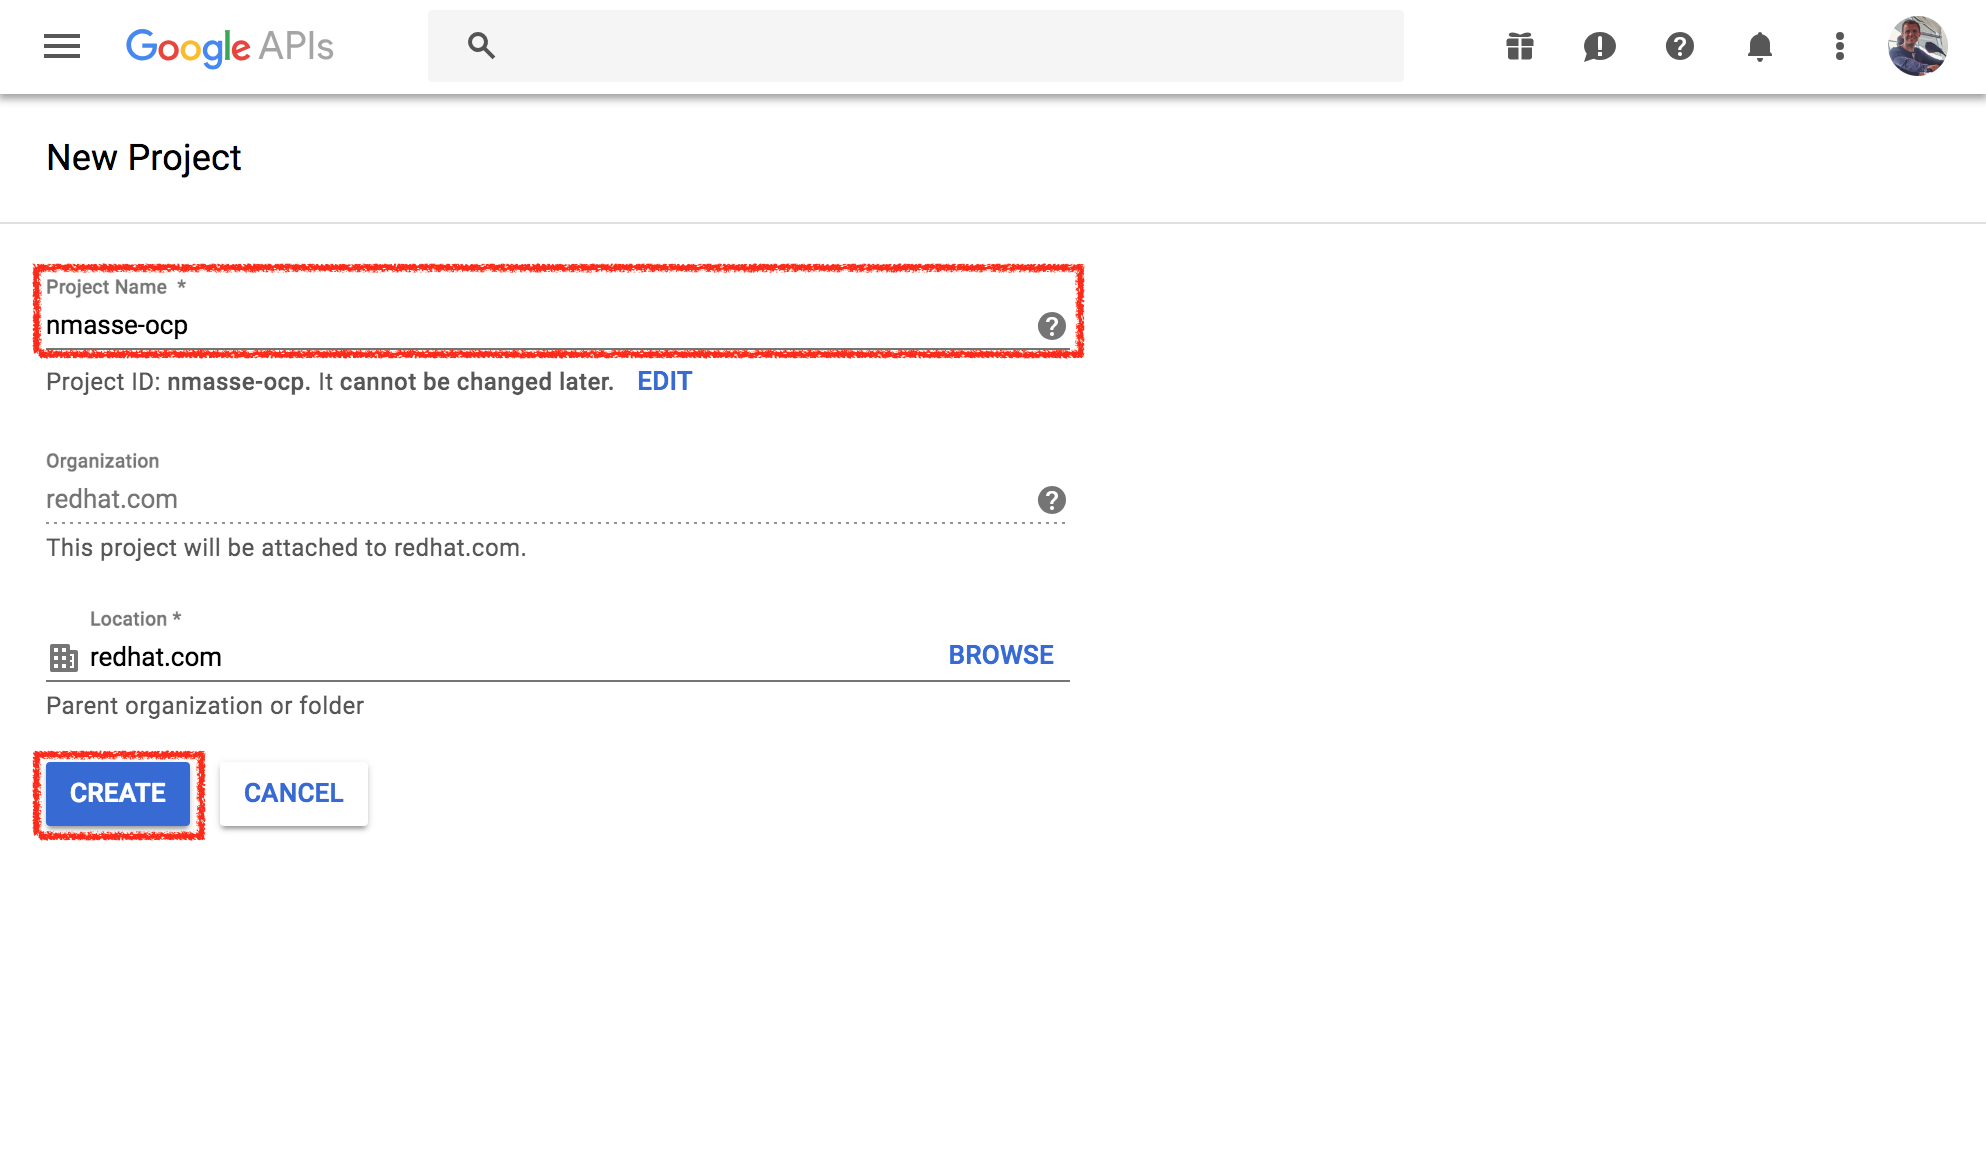 Google APIs
New Project
Project Name *
nmasse-ocp
Project ID: nmasse-ocp. It cannot be changed later. EDIT
Organization
redhat.com
This project will be attached to redhat.com.
Location *
redhat.com BROWSE
Parent organization or folder
CREATE CANCEL